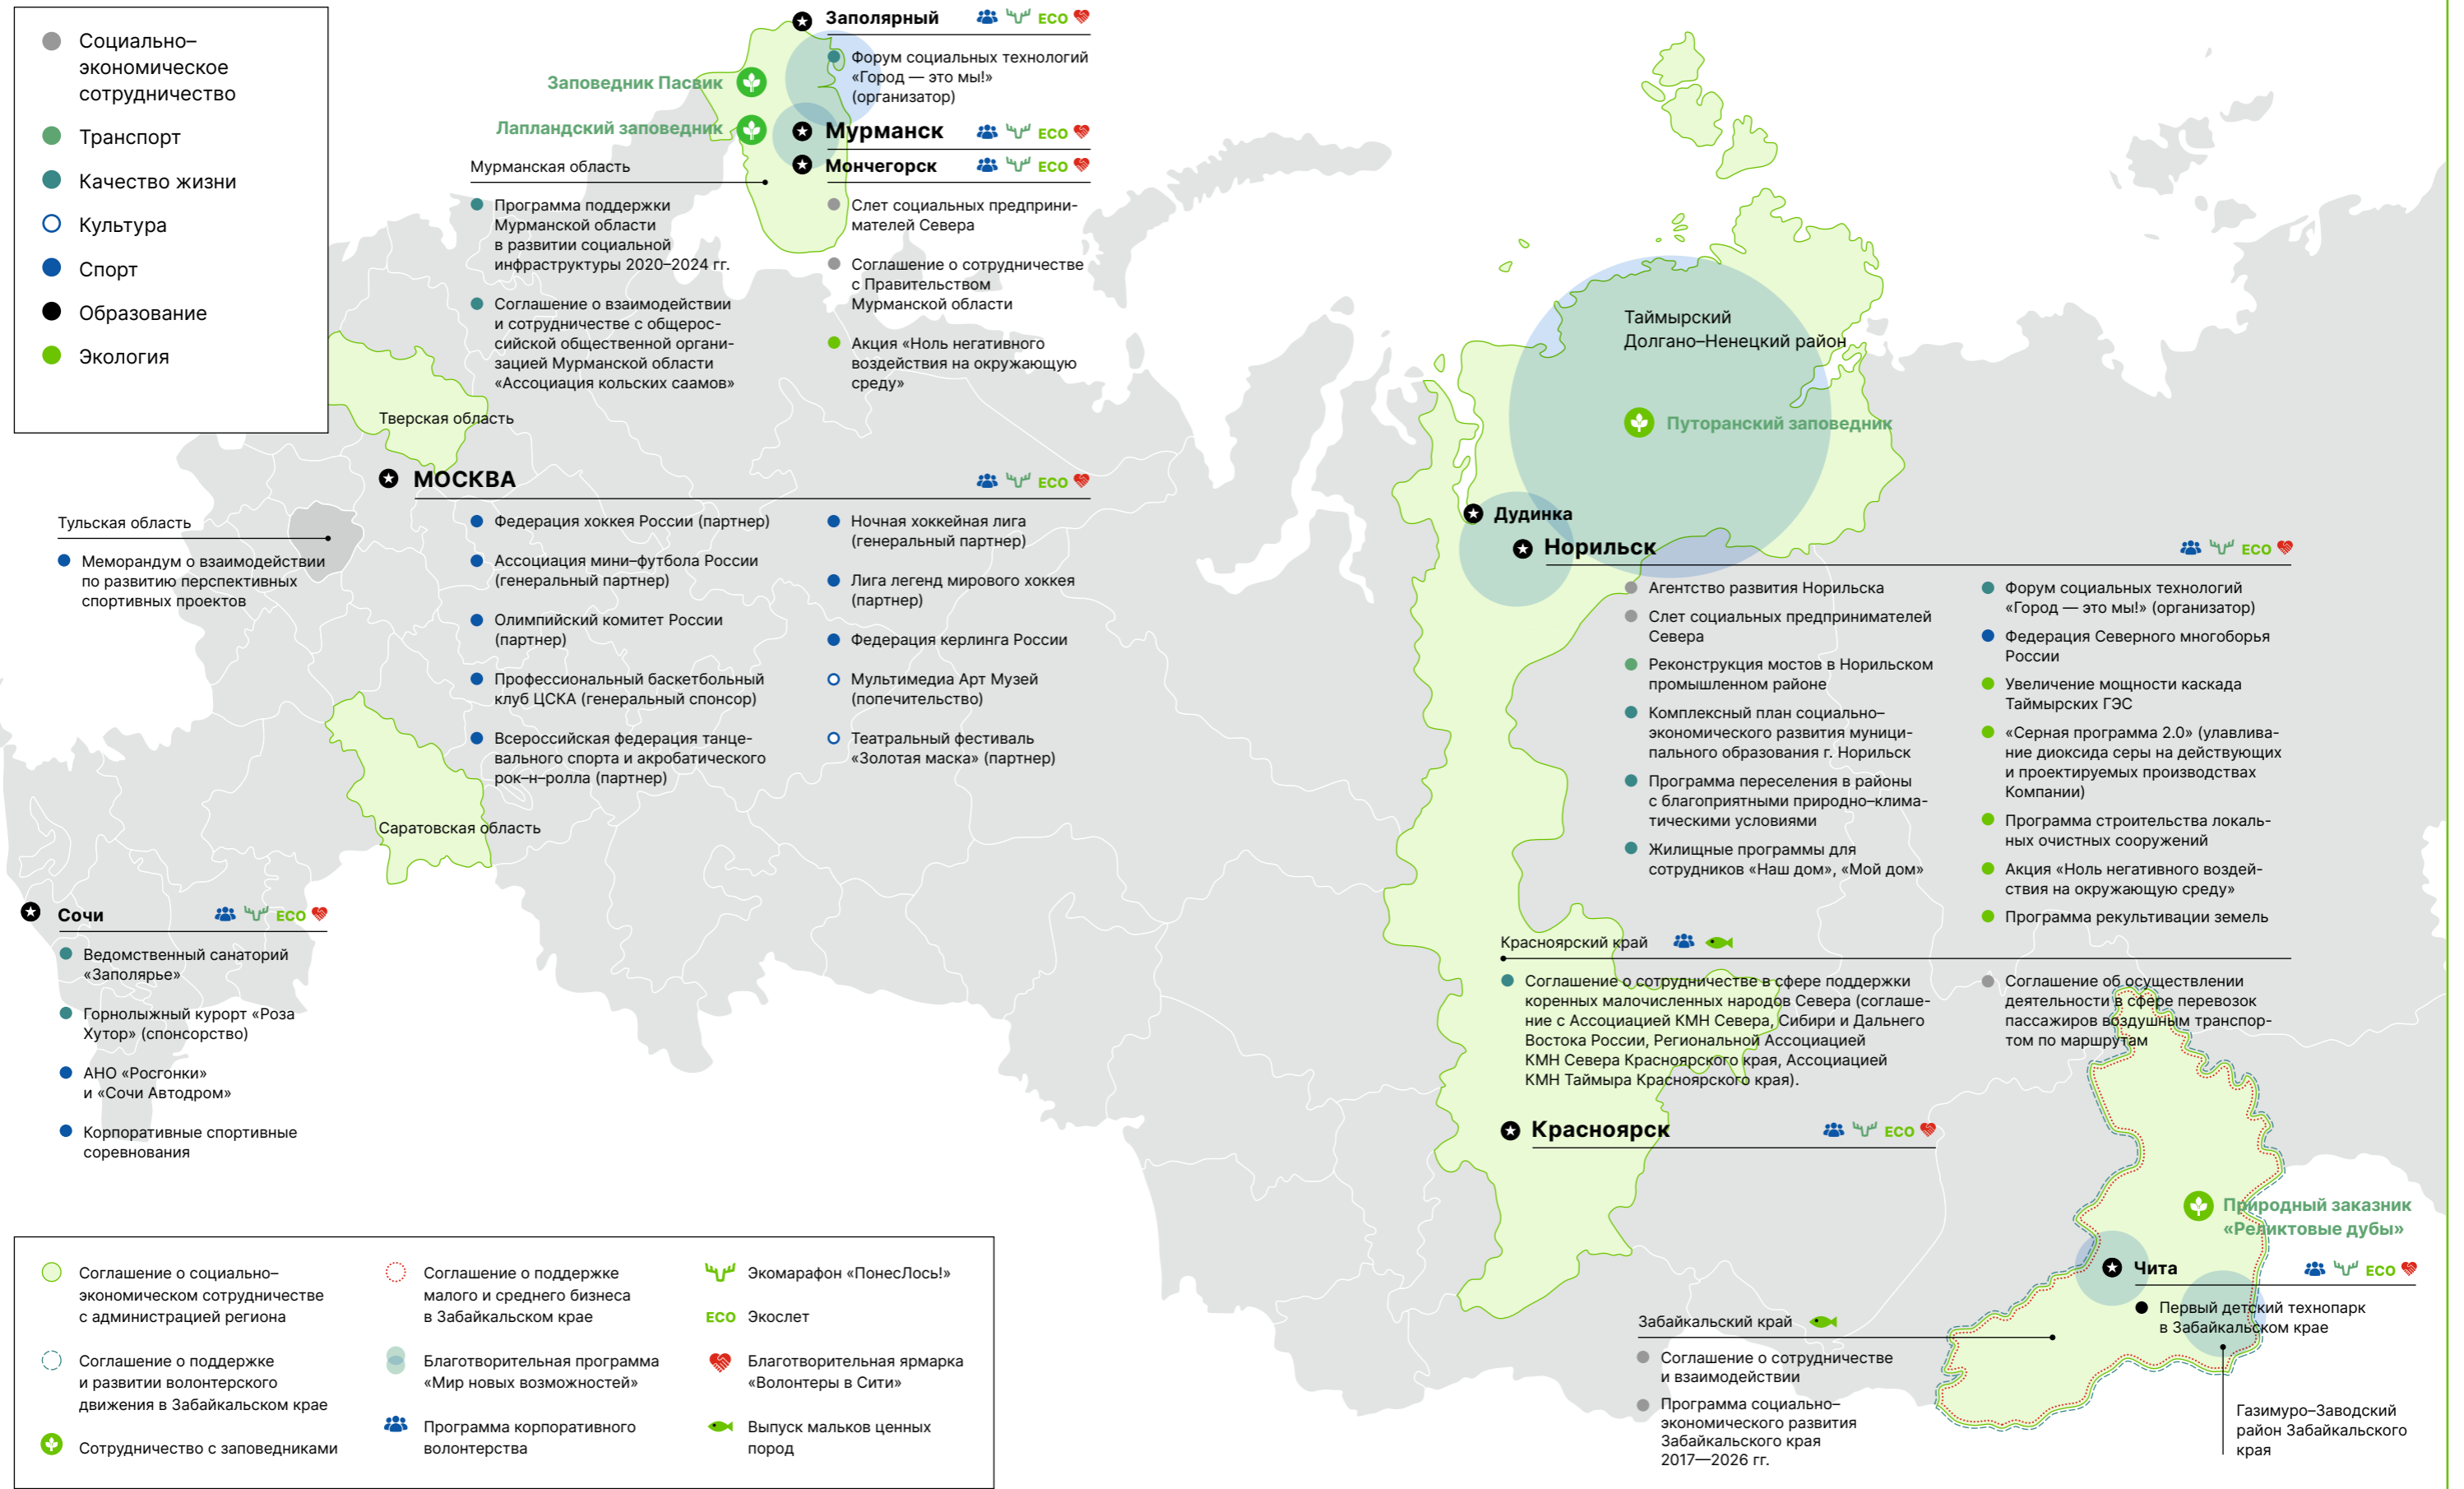 Социально–
экономическое
сотрудничество
Транспорт
Качество жизни
Культура
Спорт
Образование
Экология
Заполярный
ECO
Форум социальных технологий
«Город — это мы!»
(организатор)
Заповедник Пасвик
Лапландский заповедник
Мурманск
ECO
Мончегорск
ECO
Слет социальных предприни-
мателей Севера
Соглашение о сотрудничестве
с Правительством
Мурманской области
Акция «Ноль негативного
воздействия на окружающую
среду»
Мурманская область
Программа поддержки
Мурманской области
в развитии социальной
инфраструктуры 2020–2024 гг.
Соглашение о взаимодействии
и сотрудничестве с общерос-
сийской общественной органи-
зацией Мурманской области
«Ассоциация кольских саамов»
Тверская область
МОСКВА
ECO
Федерация хоккея России (партнер)
Ассоциация мини–футбола России
(генеральный партнер)
Олимпийский комитет России
(партнер)
Профессиональный баскетбольный
клуб ЦСКА (генеральный спонсор)
Всероссийская федерация танце-
вального спорта и акробатического
рок–н–ролла (партнер)
Ночная хоккейная лига
(генеральный партнер)
Лига легенд мирового хоккея
(партнер)
Федерация керлинга России
Мультимедиа Арт Музей
(попечительство)
Театральный фестиваль
«Золотая маска» (партнер)
Тульская область
Меморандум о взаимодействии
по развитию перспективных
спортивных проектов
Саратовская область
Сочи
ECO
Ведомственный санаторий
«Заполярье»
Горнолыжный курорт «Роза
Хутор» (спонсорство)
АНО «Росгонки»
и «Сочи Автодром»
Корпоративные спортивные
соревнования
Таймырский
Долгано–Ненецкий район
Путоранский заповедник
Дудинка
Норильск
ECO
Агентство развития Норильска
Слет социальных предпринимателей
Севера
Реконструкция мостов в Норильском
промышленном районе
Комплексный план социально–
экономического развития муници-
пального образования г. Норильск
Программа переселения в районы
с благоприятными природно–клима-
тическими условиями
Жилищные программы для
сотрудников «Наш дом», «Мой дом»
Форум социальных технологий
«Город — это мы!» (организатор)
Федерация Северного многоборья
России
Увеличение мощности каскада
Таймырских ГЭС
«Серная программа 2.0» (улавлива-
ние диоксида серы на действующих
и проектируемых производствах
Компании)
Программа строительства локаль-
ных очистных сооружений
Акция «Ноль негативного воздей-
ствия на окружающую среду»
Программа рекультивации земель
Красноярский край
Соглашение о сотрудничестве в сфере поддержки
коренных малочисленных народов Севера (соглаше-
ние с Ассоциацией КМН Севера, Сибири и Дальнего
Востока России, Региональной Ассоциацией
КМН Севера Красноярского края, Ассоциацией
КМН Таймыра Красноярского края).
Соглашение об осуществлении
деятельности в сфере перевозок
пассажиров воздушным транспор-
том по маршрутам
Красноярск
ECO
Природный заказник
«Реликтовые дубы»
Чита
ECO
Первый детский технопарк
в Забайкальском крае
Забайкальский край
Соглашение о сотрудничестве
и взаимодействии
Программа социально–
экономического развития
Забайкальского края
2017—2026 гг.
Газимуро–Заводский
район Забайкальского
края
Соглашение о социально–
экономическом сотрудничестве
с администрацией региона
Соглашение о поддержке
и развитии волонтерского
движения в Забайкальском крае
Сотрудничество с заповедниками
Соглашение о поддержке
малого и среднего бизнеса
в Забайкальском крае
Благотворительная программа
«Мир новых возможностей»
Программа корпоративного
волонтерства
Экомарафон «ПонесЛось!»
ECO
Экослет
Благотворительная ярмарка
«Волонтеры в Сити»
Выпуск мальков ценных
пород